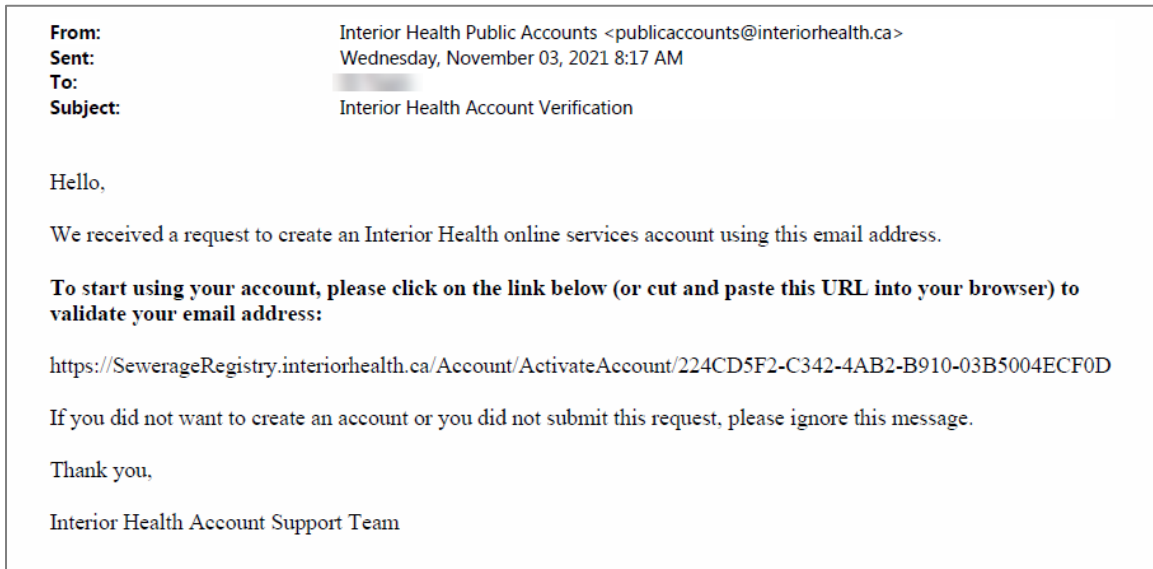 From: Interior Health Public Accounts <publicaccounts@interiorhealth.ca>
Sent: Wednesday, November 03, 2021 8:17 AM
To:
Subject: Interior Health Account Verification
Hello,
We received a request to create an Interior Health online services account using this email address.
To start using your account, please click on the link below (or cut and paste this URL into your browser) to
validate your email address:
https://SewerageRegistry.interiorhealth.ca/Account/ActivateAccount/224CD5F2-C342-4AB2-B910-03B5004ECF0D
If you did not want to create an account or you did not submit this request, please ignore this message.
Thank you,
Interior Health Account Support Team